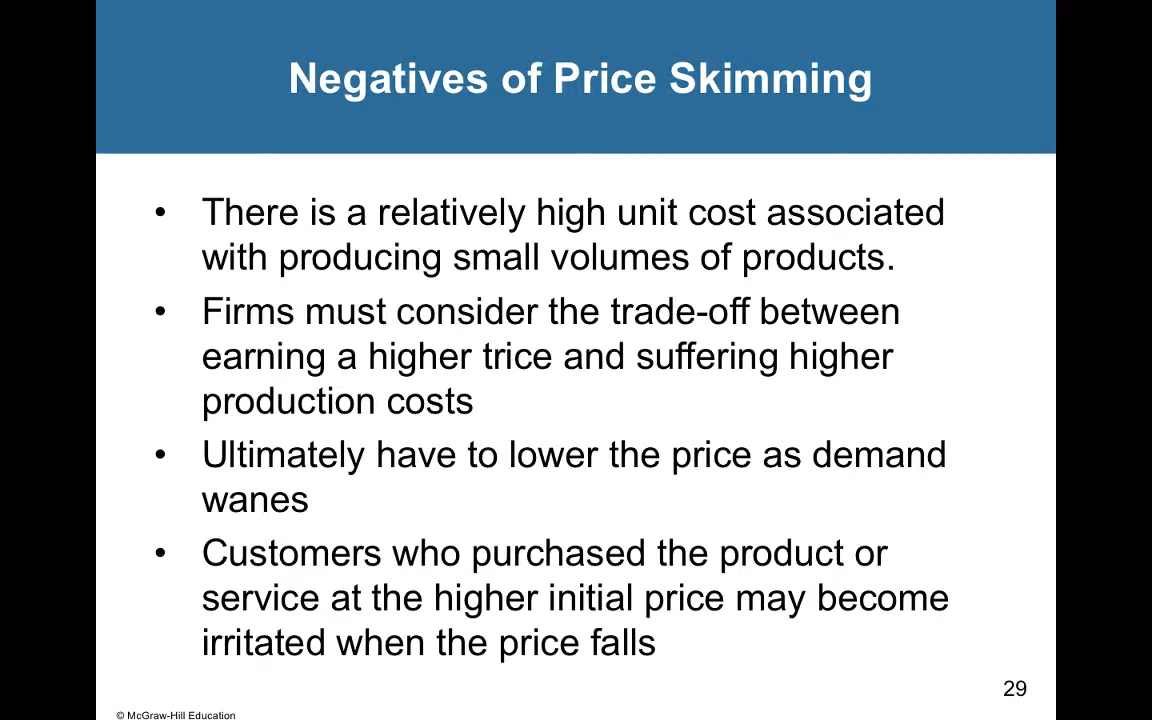 Negatives of Price Skimming
• There is a relatively high unit cost associated
with producing small volumes of products.
• Firms must consider the trade-off between
earning a higher trice and suffering higher
production costs
• Ultimately have to lower the price as demand
wanes
• Customers who purchased the product or
service at the higher initial price may become
irritated when the price falls
29
© McGraw-Hill Education